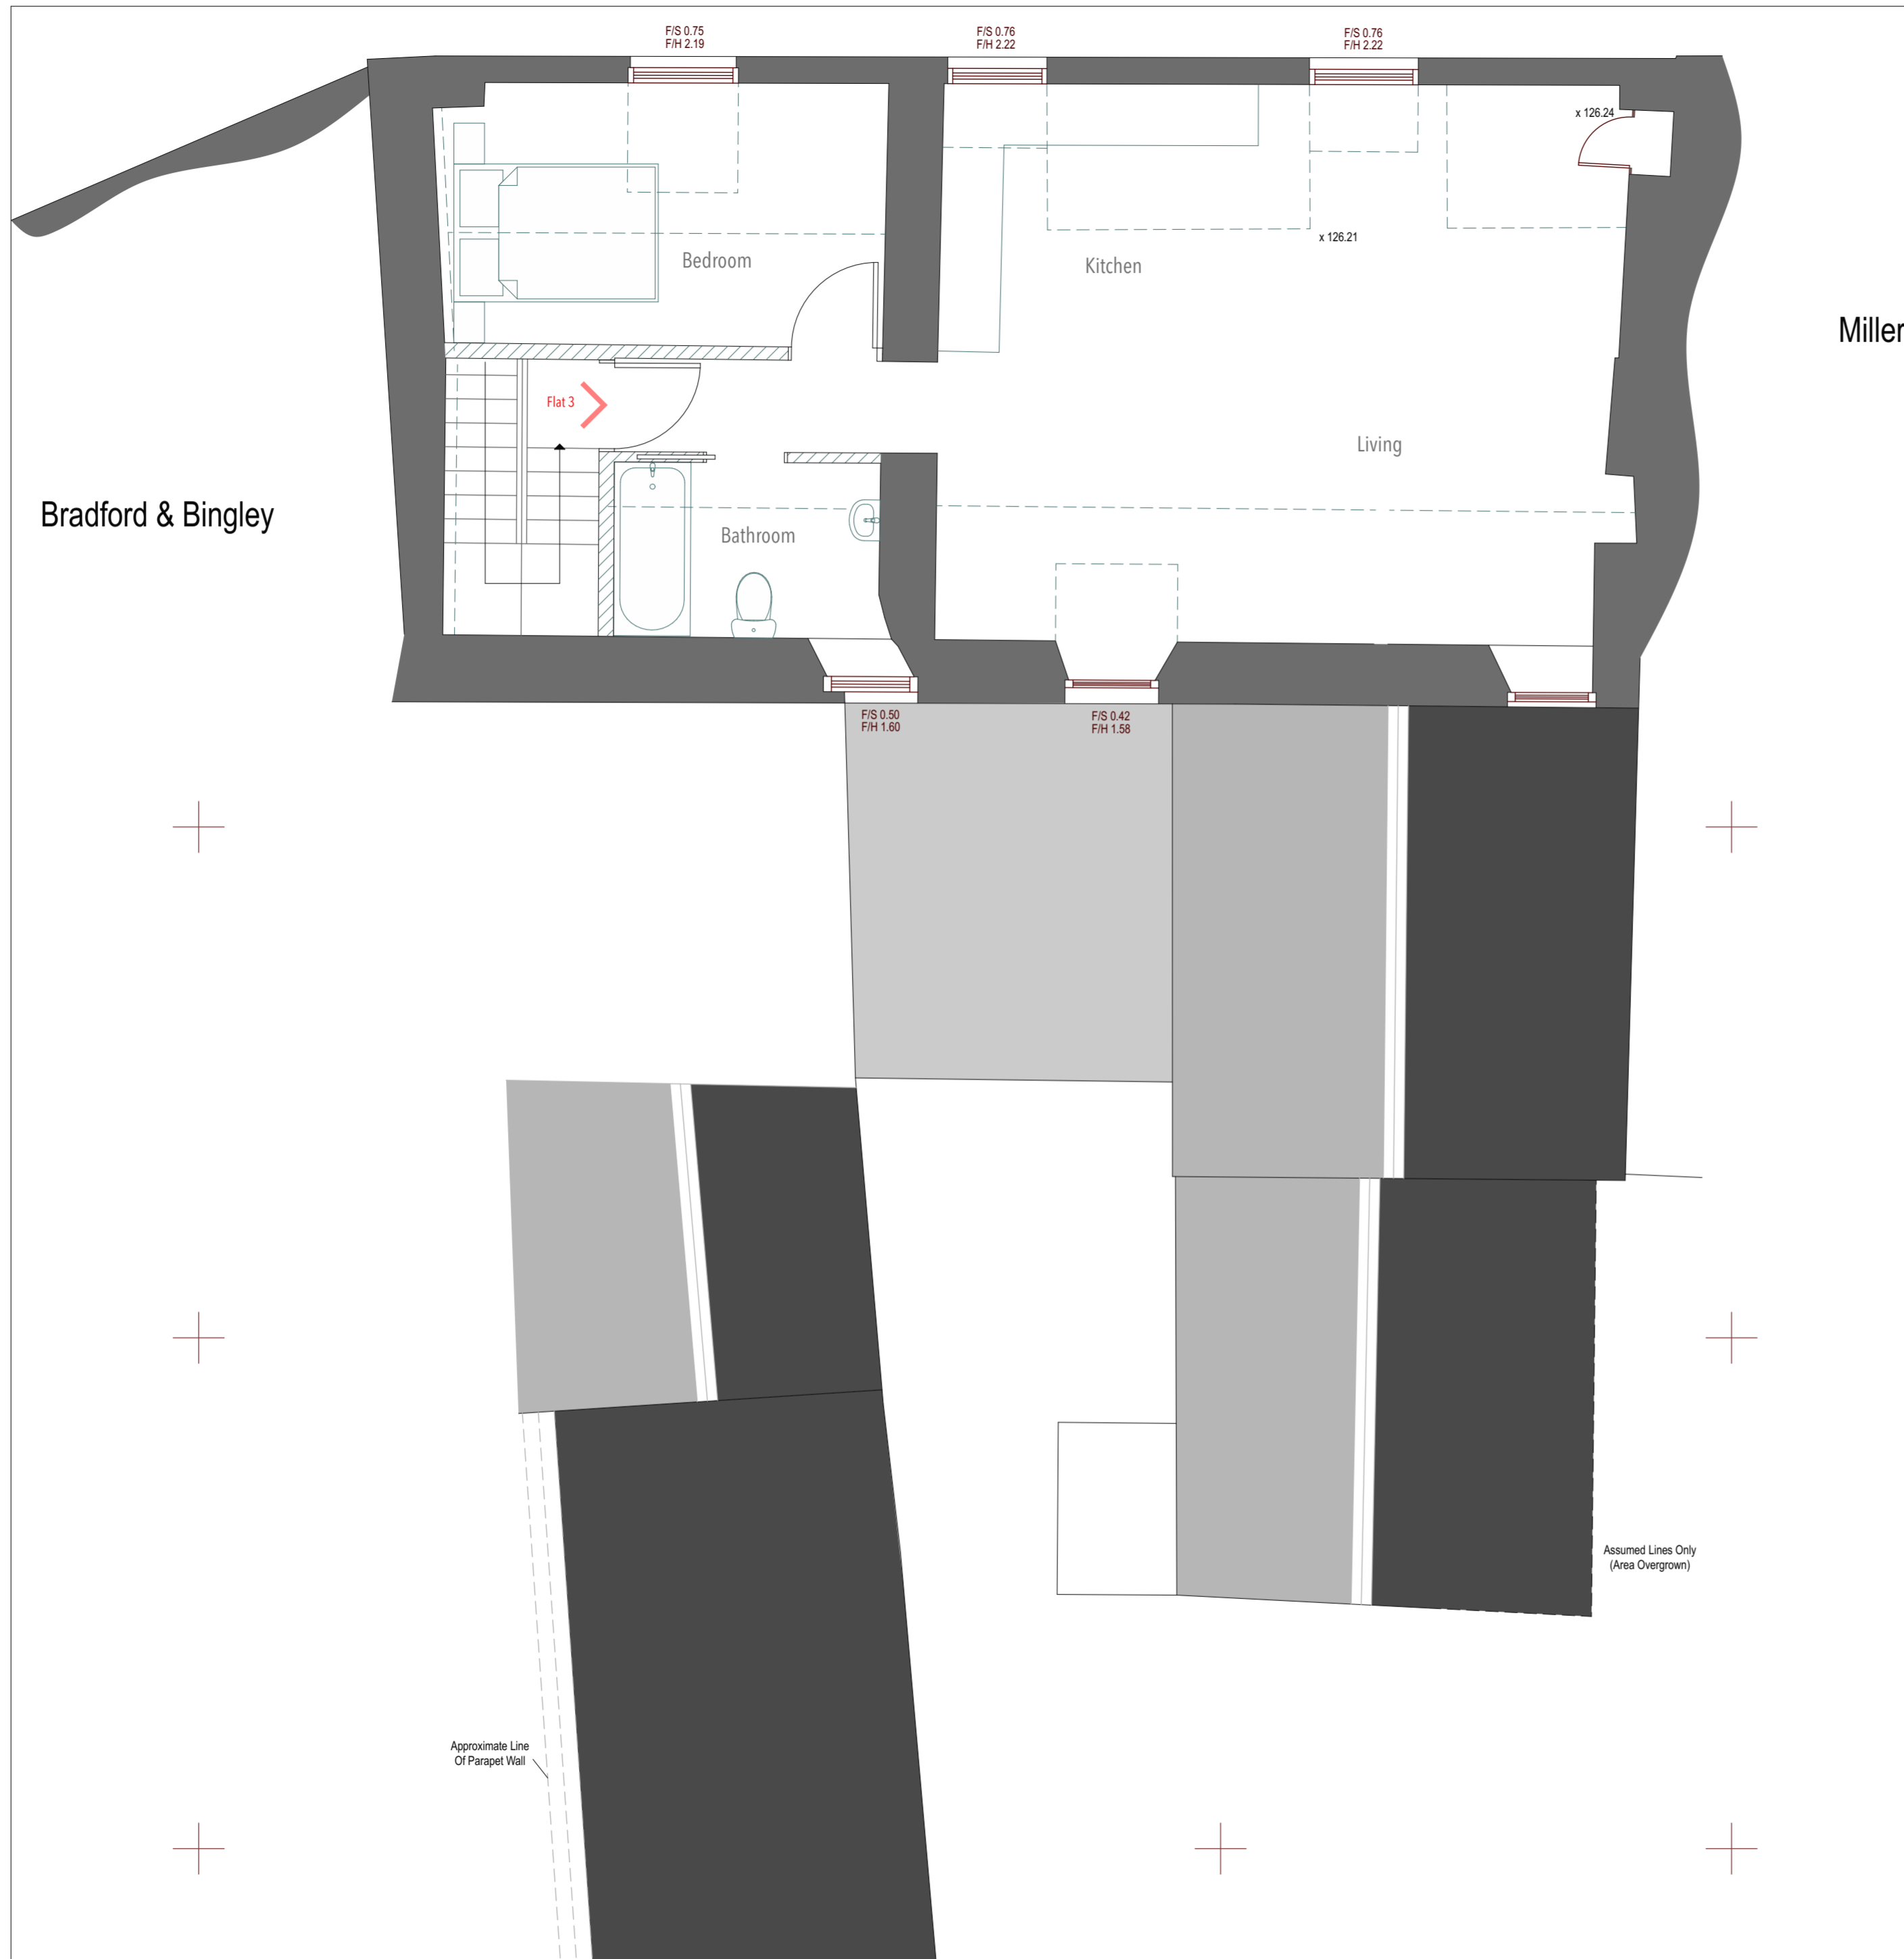 F/S 0.75
F/H 2.19
F/S 0.76
F/H 2.22
F/S 0.76
F/H 2.22
x 126.24
x 126.21
Bedroom
Kitchen
Miller
Flat 3
Living
Bradford & Bingley
Bathroom
F/S 0.50
F/H 1.60
F/S 0.42
F/H 1.58
Assumed Lines Only
(Area Overgrown)
Approximate Line
Of Parapet Wall